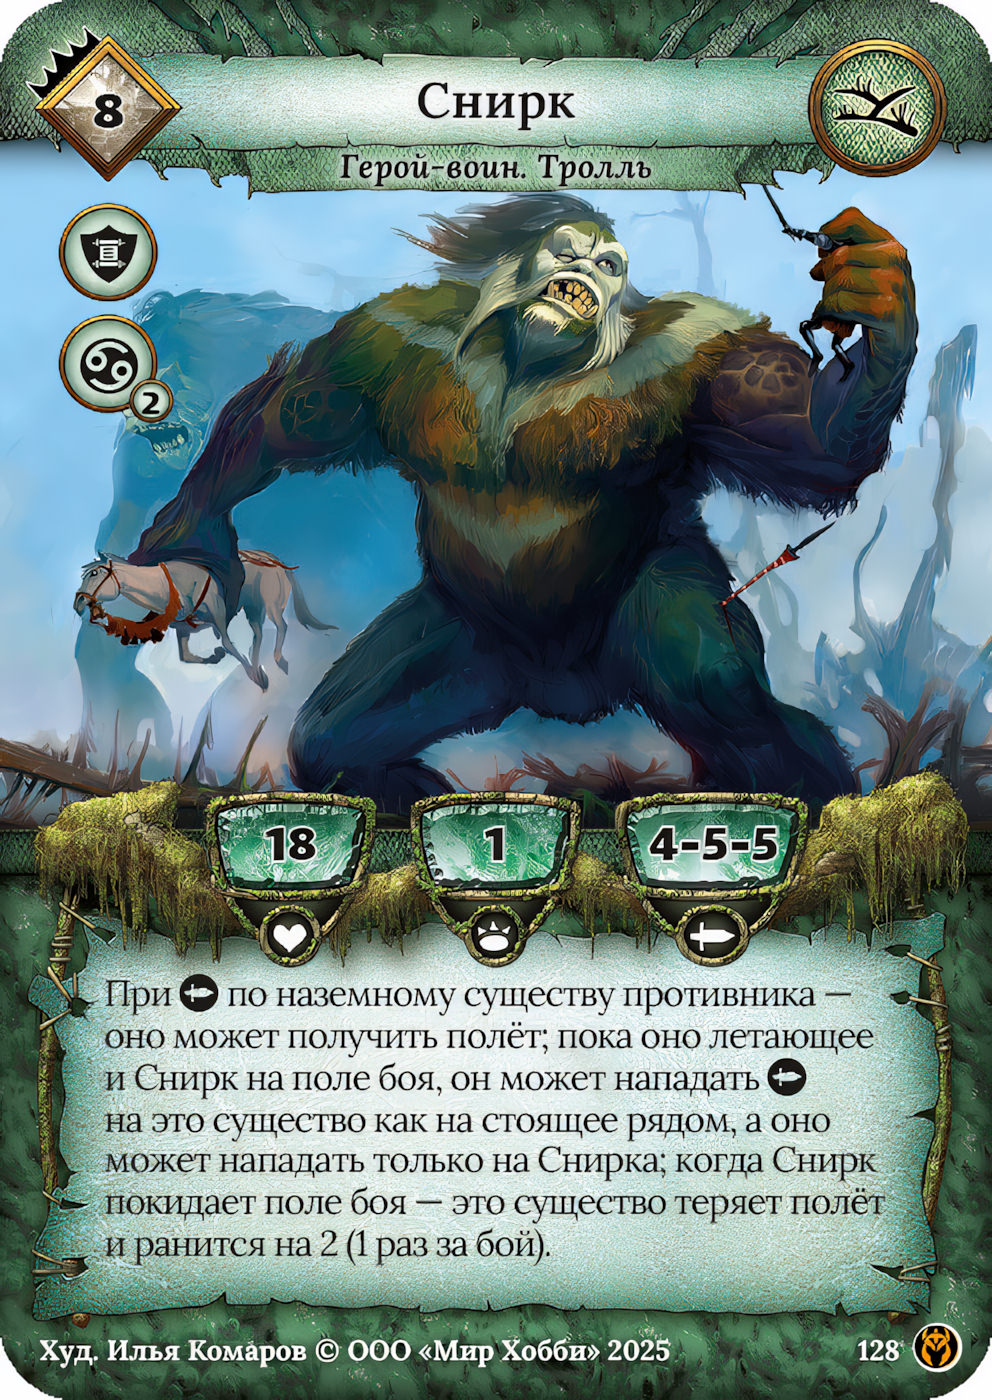 8
Снирк
Герой-воин. Тролль
2
18
1
4-5-5
При по наземному существу противника —
оно может получить полёт; пока оно летающее
и Снирк на поле боя, он может нападать
на это существо как на стоящее рядом, а оно
может нападать только на Снирка; когда Снирк
покидает поле боя — это существо теряет полёт
и ранится на 2 (1 раз за бой).
Худ. Илья Комаров © ООО «Мир Хобби» 2025
128